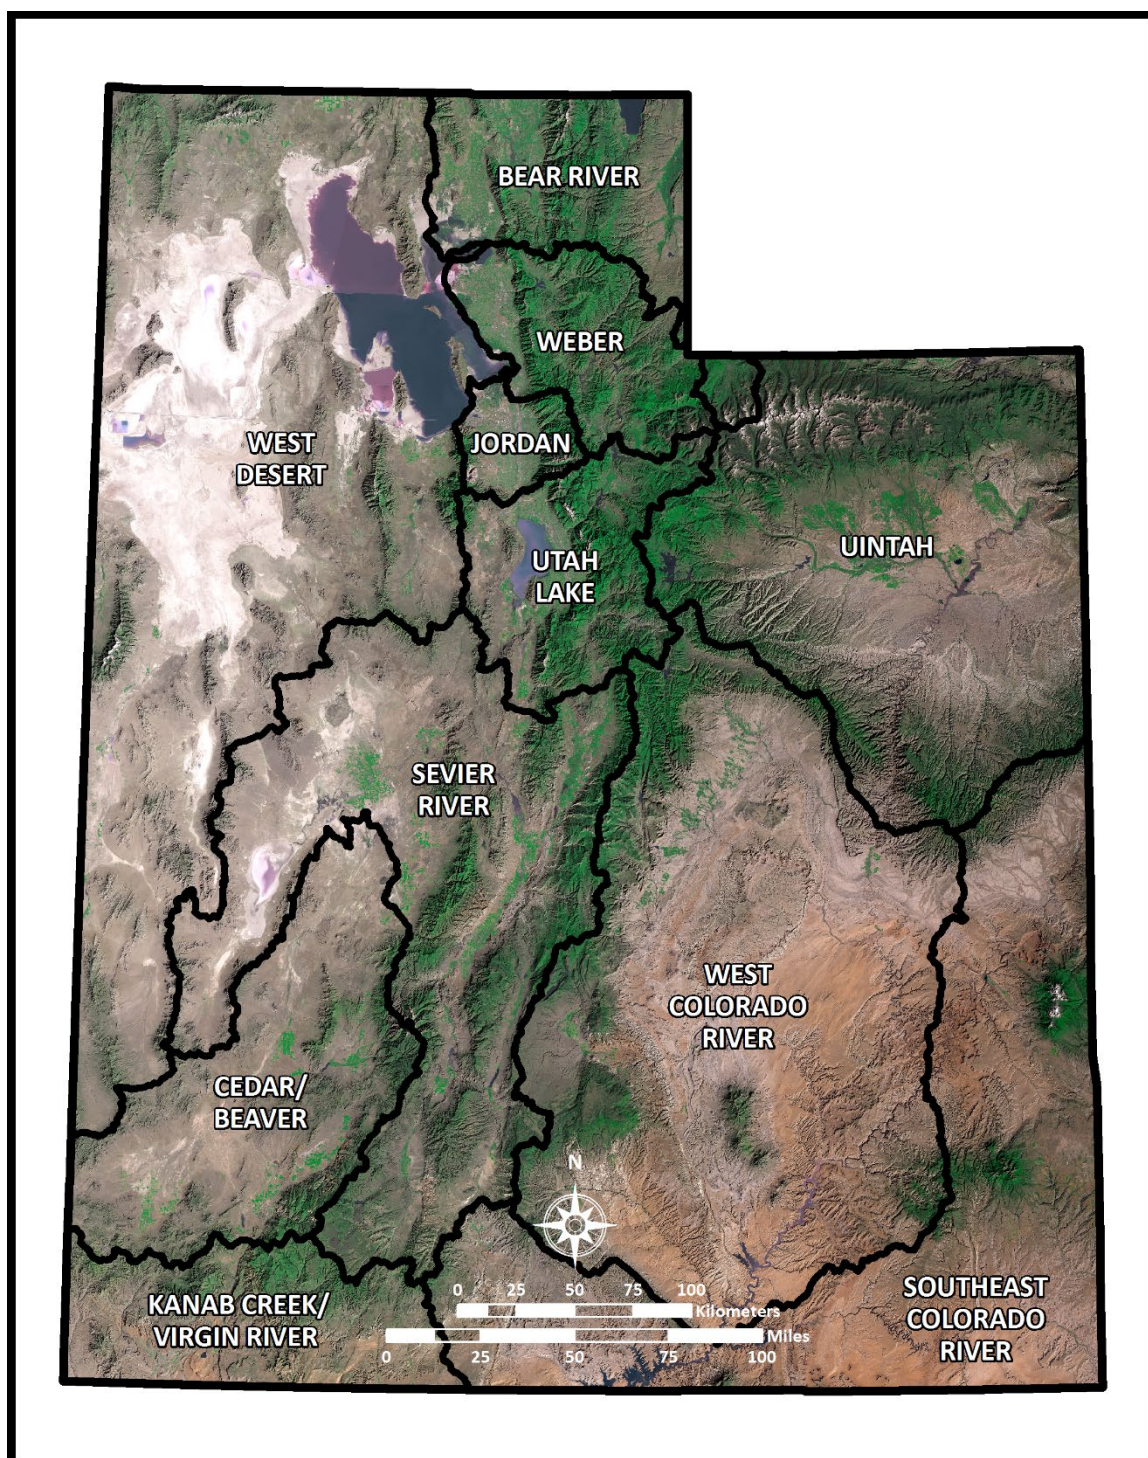 BEAR RIVER
WEBER
WEST
DESERT
JORDAN
UINTAH
UTAH
LAKE
SEVIER
RIVER
WEST
COLORADO
RIVER
CEDAR/
BEAVER
N
KANAB CREEK/
VIRGIN RIVER
SOUTHEAST
COLORADO
RIVER
0 25 50 75 100
Kilometers
Miles
0 25 50 75 100